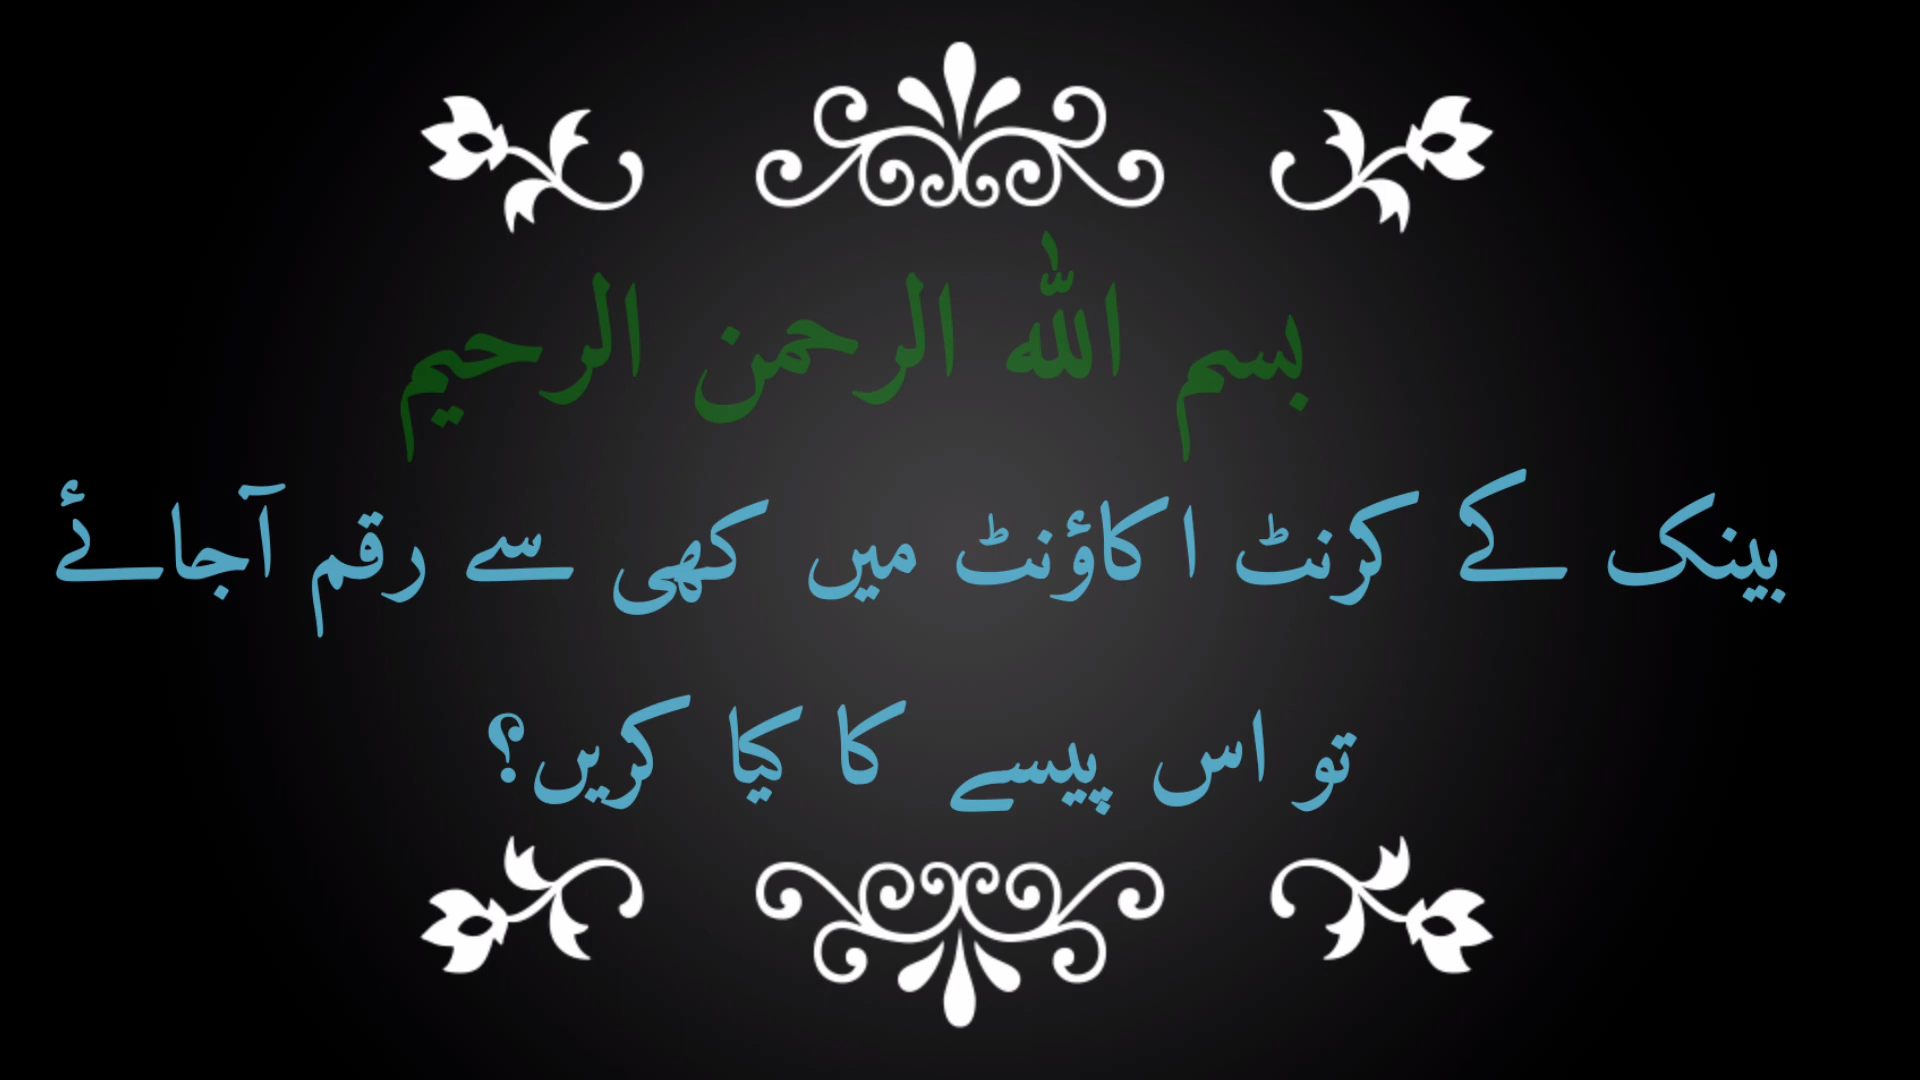 بسم اللہ الرحمن الرحیم
بینک کے کرنٹ اکاؤنٹ میں کھی سے رقم آجائے
تو اس پیسے کا کیا کریں؟